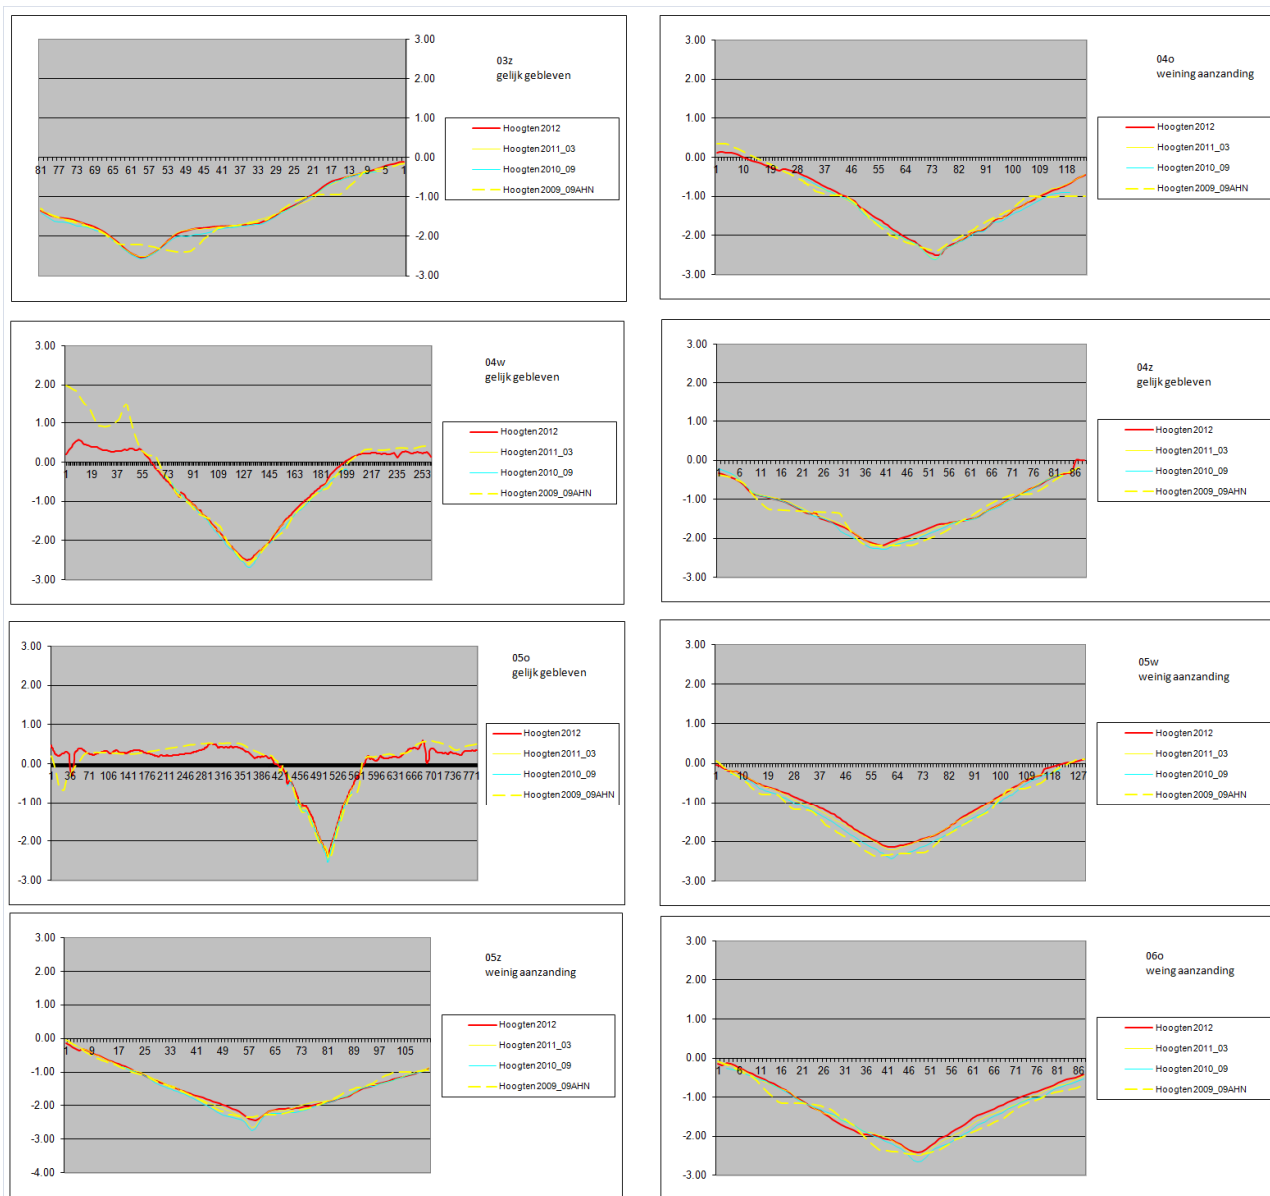 03z
gelijk gebleven
3.00
2.00
1.00
0.00
-1.00
-2.00
-3.00
81 77 73 69 65 61 57 53 49 45 41 37 33 29 25 21 17 13 9 5 1
Hoogten2012
Hoogten2011_03
Hoogten2010_09
Hoogten2009_09AHN
04o
weining aanzanding
3.00
2.00
1.00
0.00
-1.00
-2.00
-3.00
1 10 19 28 37 46 55 64 73 82 91 100 109 118
Hoogten2012
Hoogten2011_03
Hoogten2010_09
Hoogten2009_09AHN
04w
gelijk gebleven
3.00
2.00
1.00
0.00
-1.00
-2.00
-3.00
1 19 37 55 73 91 109 127 145 163 181 199 217 235 253
Hoogten2012
Hoogten2011_03
Hoogten2010_09
Hoogten2009_09AHN
04z
gelijk gebleven
3.00
2.00
1.00
0.00
-1.00
-2.00
-3.00
1 6 11 16 21 26 31 36 41 46 51 56 61 66 71 76 81 86
Hoogten2012
Hoogten2011_03
Hoogten2010_09
Hoogten2009_09AHN
05o
gelijk gebleven
3.00
2.00
1.00
0.00
-1.00
-2.00
-3.00
1 36 71 106 141 176 211 246 281 316 351 386 421 456 491 526 561 596 631 666 701 736 771
Hoogten2012
Hoogten2011_03
Hoogten2010_09
Hoogten2009_09AHN
05w
weinig aanzanding
3.00
2.00
1.00
0.00
-1.00
-2.00
-3.00
1 10 19 28 37 46 55 64 73 82 91 100 109 118 127
Hoogten2012
Hoogten2011_03
Hoogten2010_09
Hoogten2009_09AHN
05z
weinig aanzanding
3.00
2.00
1.00
0.00
-1.00
-2.00
-3.00
-4.00
1 9 17 25 33 41 49 57 65 73 81 89 97 105
Hoogten2012
Hoogten2011_03
Hoogten2010_09
Hoogten2009_09AHN
06o
weing aanzanding
3.00
2.00
1.00
0.00
-1.00
-2.00
-3.00
1 6 11 16 21 26 31 36 41 46 51 56 61 66 71 76 81 86
Hoogten2012
Hoogten2011_03
Hoogten2010_09
Hoogten2009_09AHN